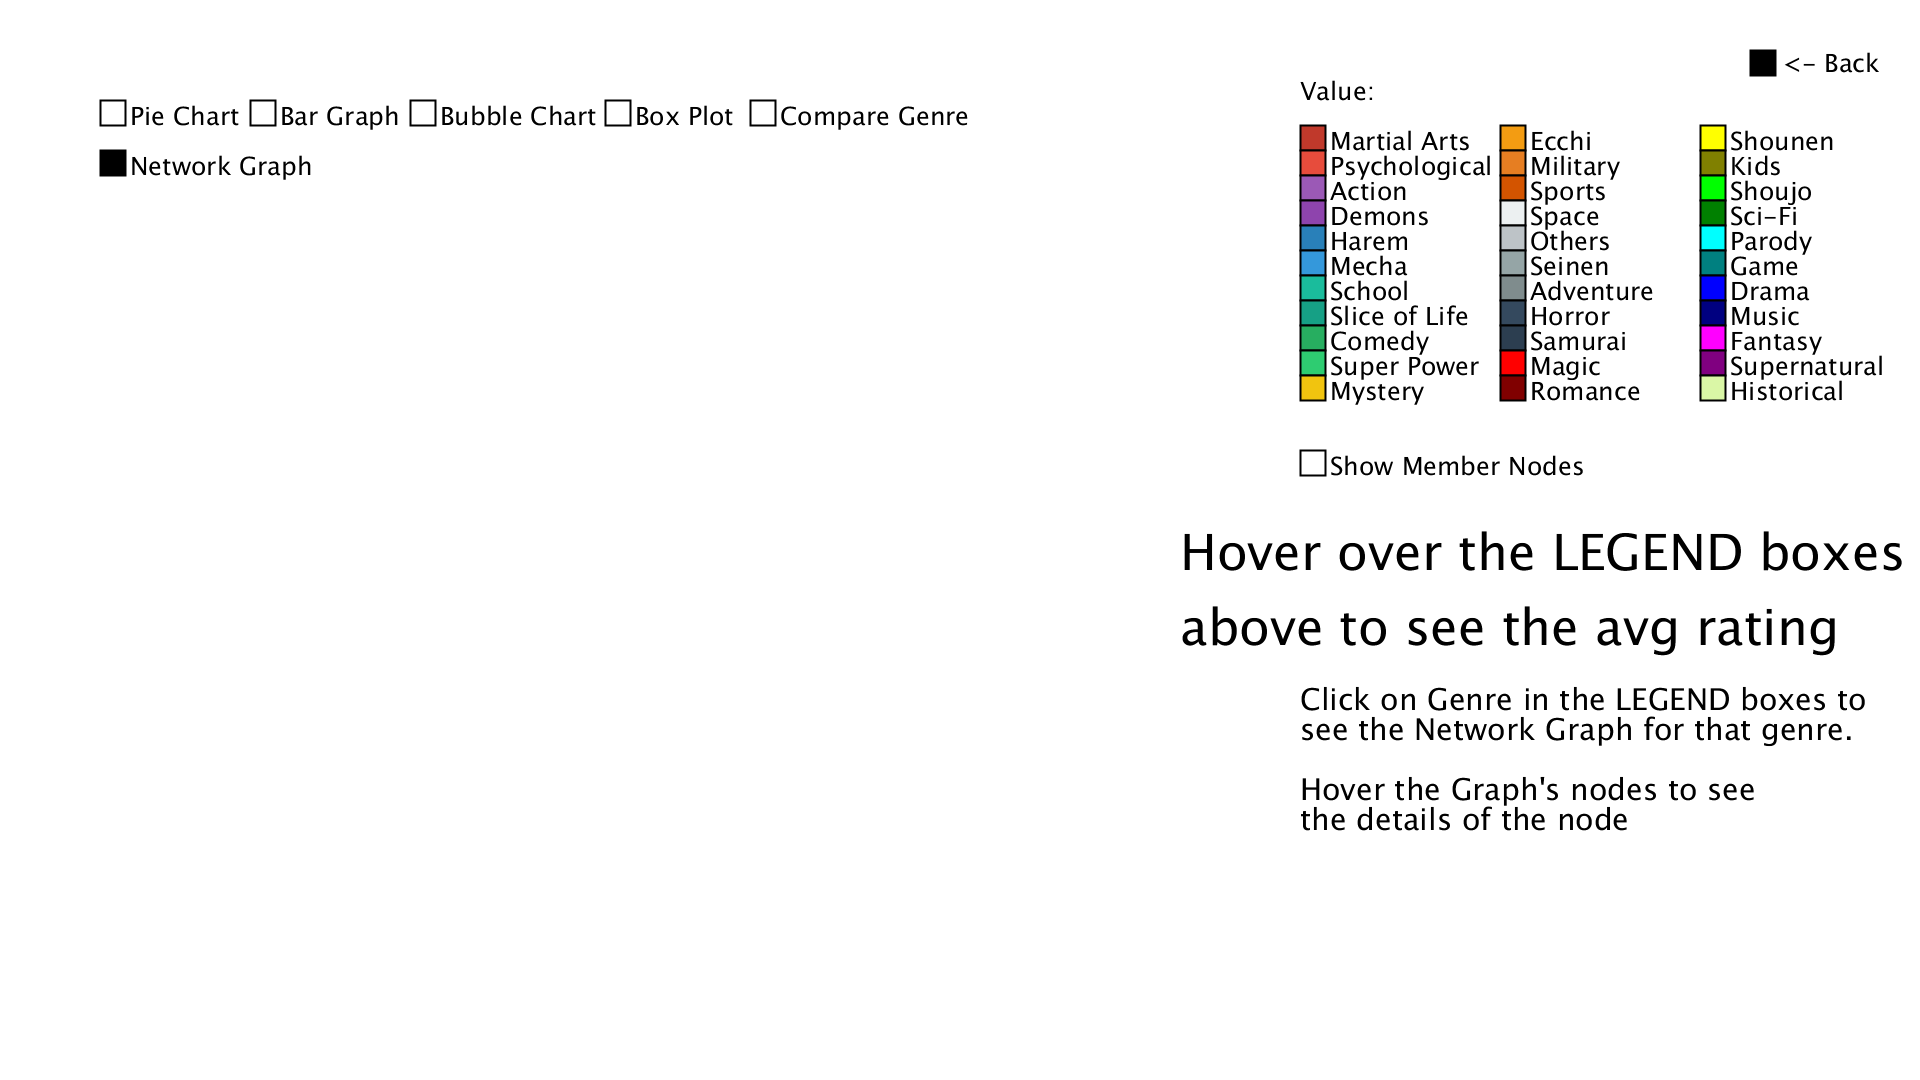 <- Back
Value:
Pie Chart Bar Graph Bubble Chart Box Plot Compare Genre
Network Graph
Martial Arts Ecchi Shounen
Psychological Military Kids
Action Sports Shoujo
Demons Space Sci-Fi
Harem Others Parody
Mecha Seinen Game
School Adventure Drama
Slice of Life Horror Music
Comedy Samurai Fantasy
Super Power Magic Supernatural
Mystery Romance Historical
Show Member Nodes
Hover over the LEGEND boxes
above to see the avg rating
Click on Genre in the LEGEND boxes to
see the Network Graph for that genre.
Hover the Graph's nodes to see
the details of the node